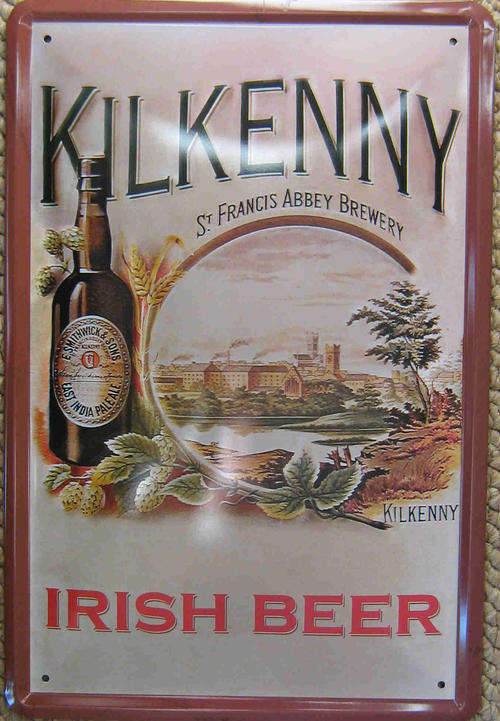 KILKENNY
ST FRANCIS ABBEY BREWERY
E. SMITHWICK & SONS
EAST INDIA PALE ALE
KILKENNY
IRISH BEER